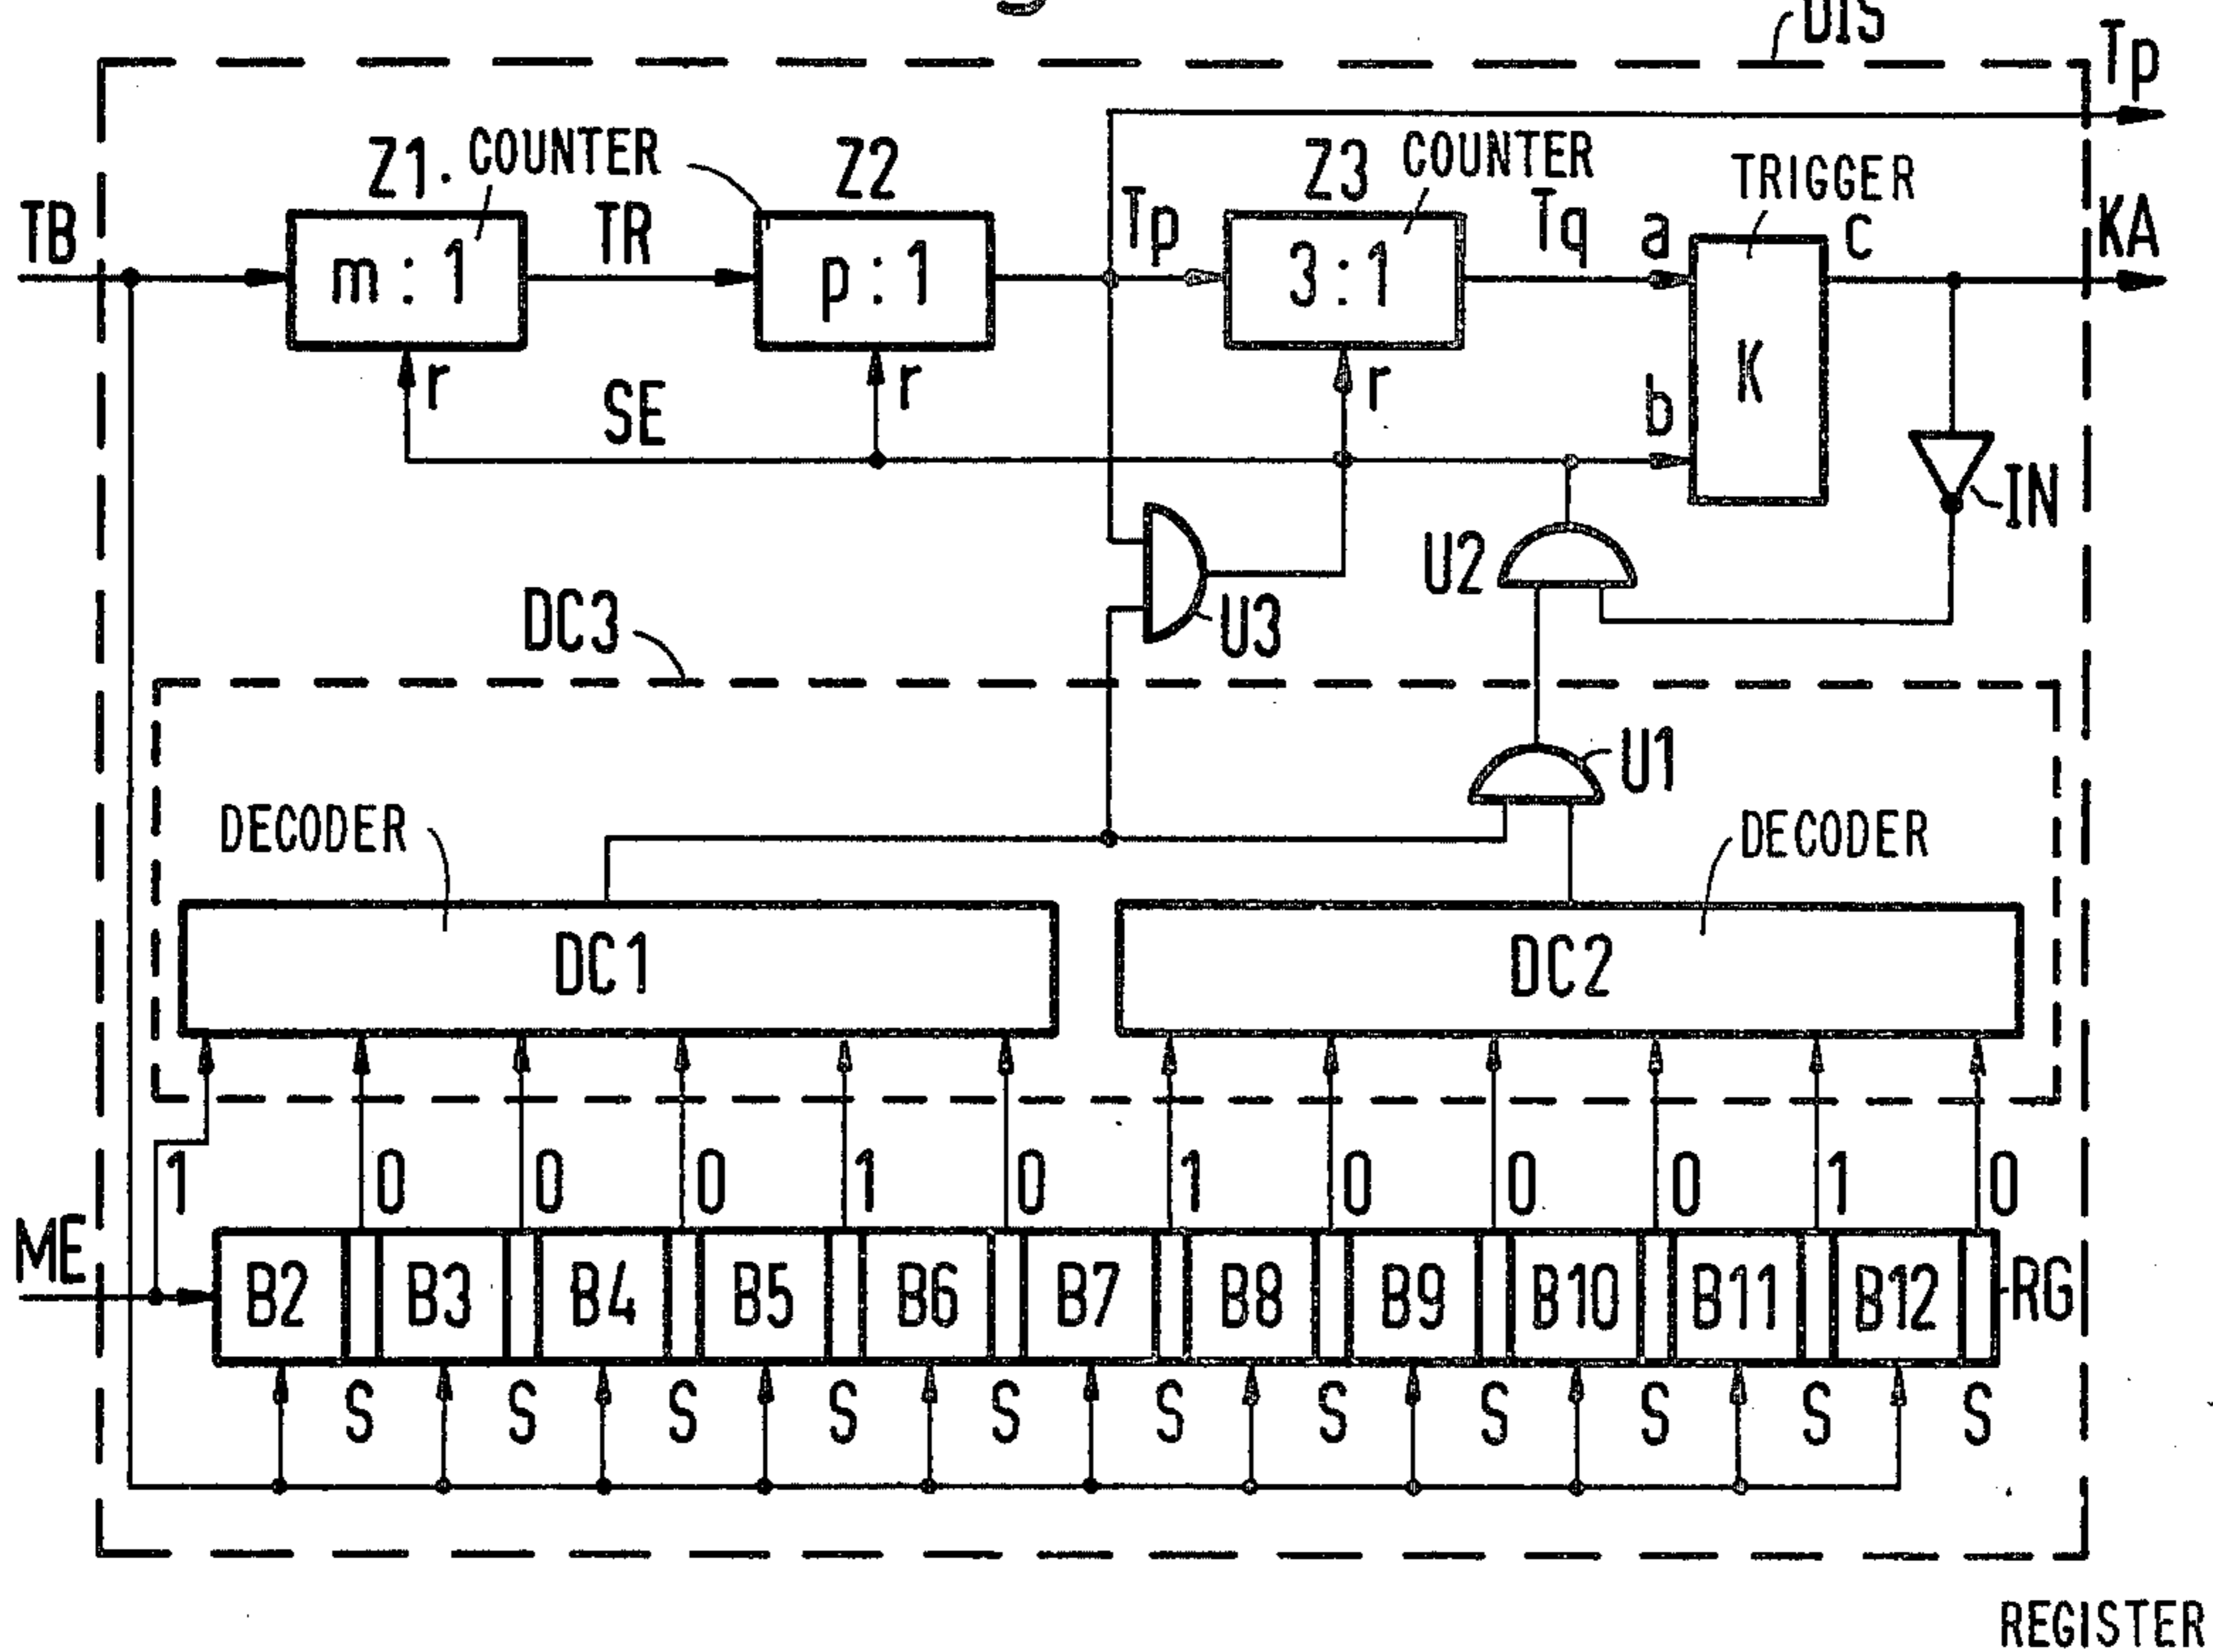 DIS
Tp
Z1. COUNTER Z2 Z3 COUNTER TRIGGER
TB TR Tp Tq a c KA
m : 1 p : 1 3 : 1 K
r SE r r b
IN
U2
DC3 U3
U1
DECODER DECODER
DC1 DC2
1 0 0 0 1 0 1 0 0 0 1 0
ME B2 B3 B4 B5 B6 B7 B8 B9 B10 B11 B12 RG
S S S S S S S S S S S
REGISTER